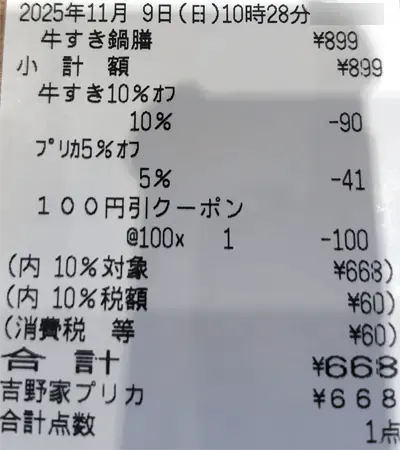 2025年11月 9日(日)10時28分
牛すき鍋膳 ¥899
小 計 額 ¥899
牛すき10%オフ
10% -90
プリカ5%オフ
5% -41
100円引クーポン
@100x 1 -100
(内 10%対象 ¥668)
(内 10%税額 ¥60)
(消費税 等 ¥60)
合 計 ¥668
吉野家プリカ ¥668
合計点数 1点